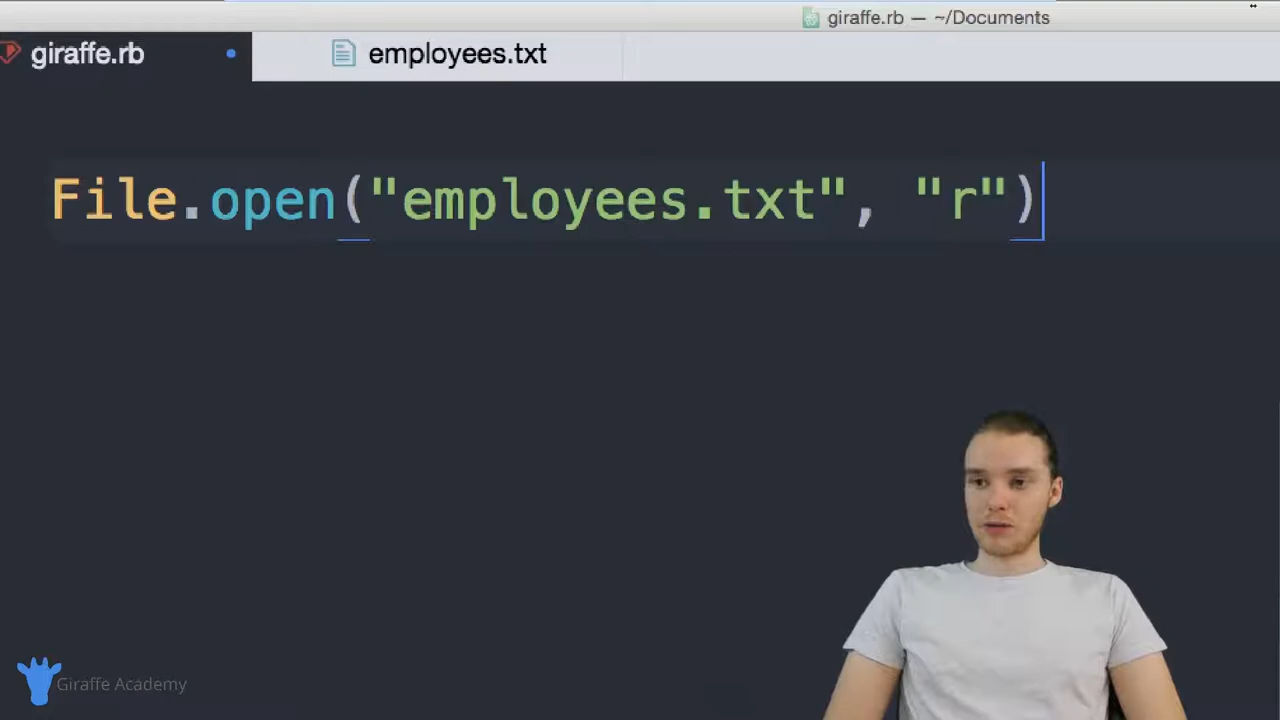 giraffe.rb — ~/Documents
giraffe.rb
employees.txt
File.open("employees.txt", "r")
Giraffe Academy